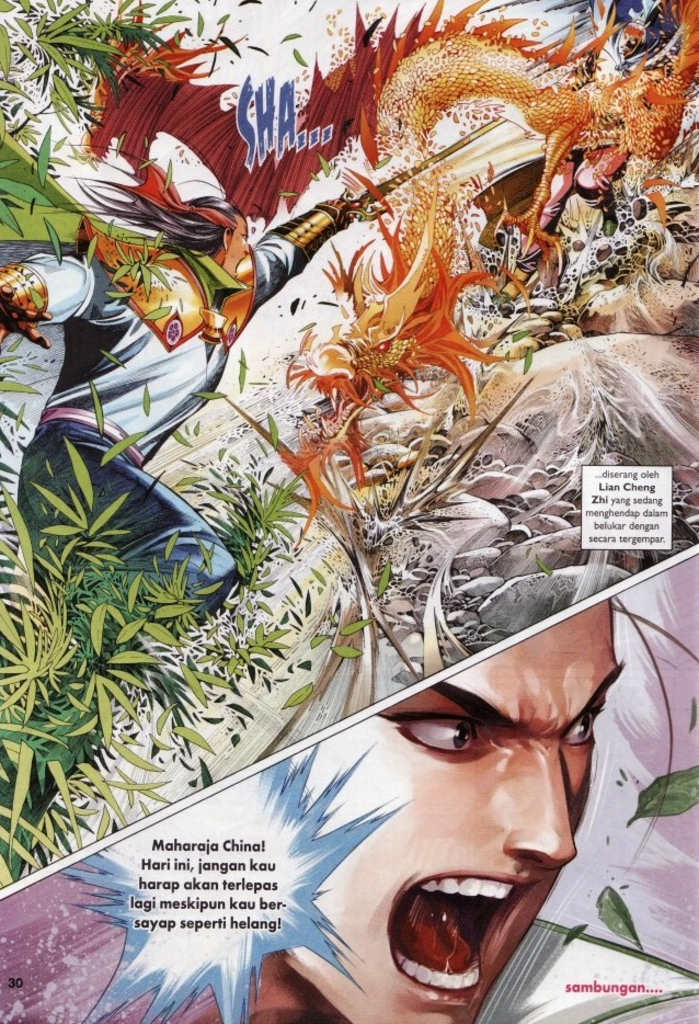 SHA...
...diserang oleh
Lian Cheng
Zhi yang sedang
menghendap dalam
belukar dengan
secara tergempar.
Maharaja China!
Hari ini, jangan kau
harap akan terlepas
lagi meskipun kau ber-
sayap seperti helang!
30
sambungan....